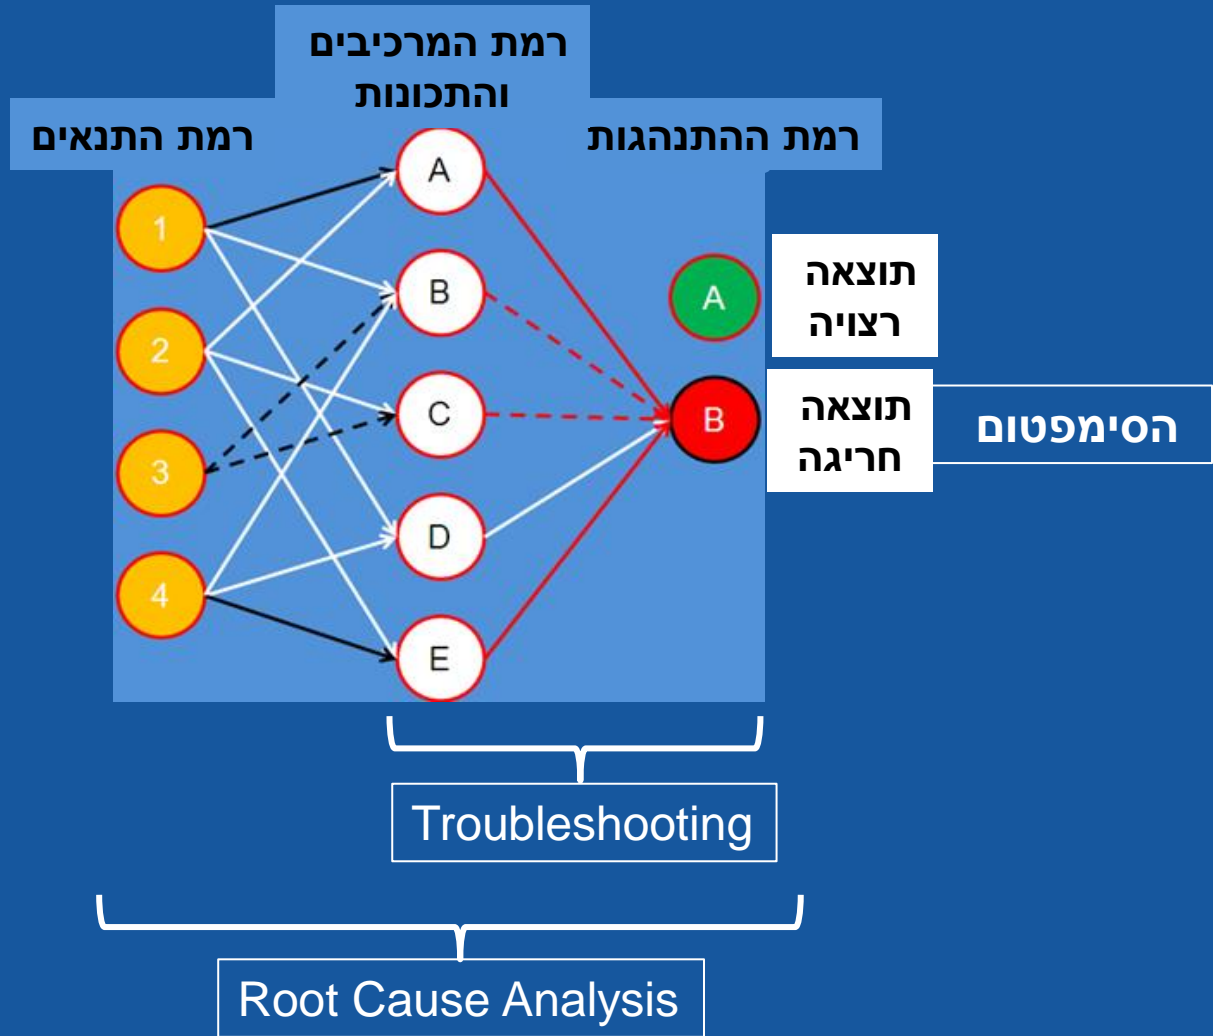 רמת המרכיבים
והתכונות
רמת התנאים
רמת ההתנהגות
A
1
B
A
תוצאה
רצויה
2
C
B
תוצאה
חריגה
הסימפטום
3
D
4
E
Troubleshooting
Root Cause Analysis